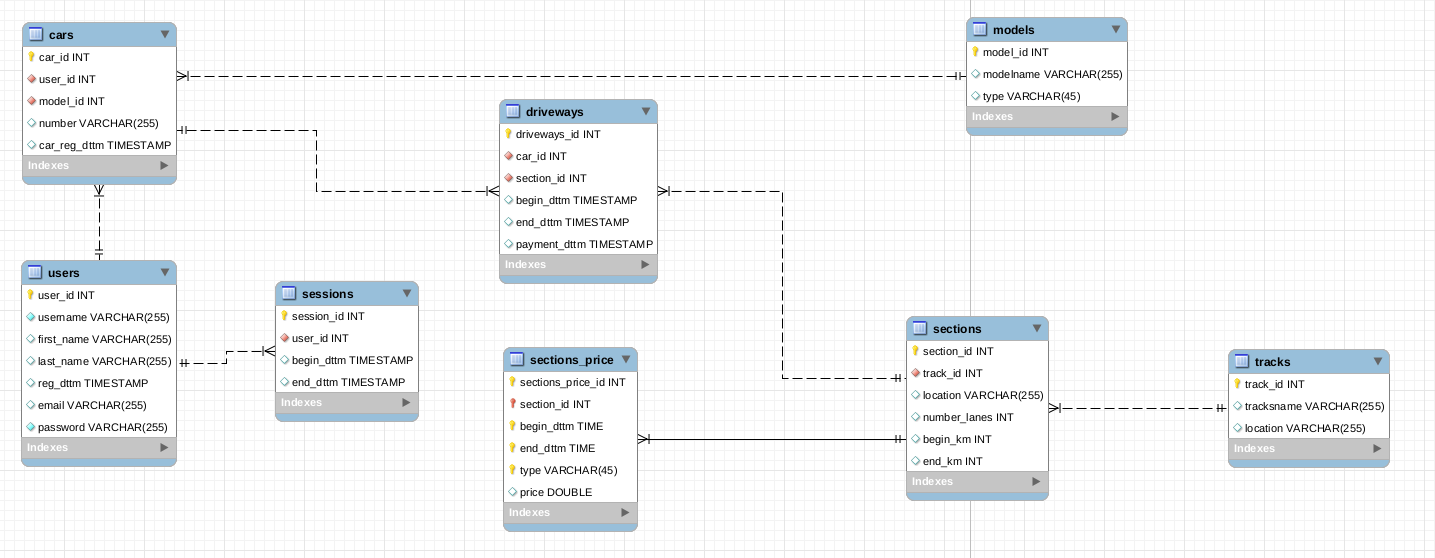 cars
car_id INT
user_id INT
model_id INT
number VARCHAR(255)
car_reg_dttm TIMESTAMP
Indexes
models
model_id INT
modelname VARCHAR(255)
type VARCHAR(45)
Indexes
driveways
driveways_id INT
car_id INT
section_id INT
begin_dttm TIMESTAMP
end_dttm TIMESTAMP
payment_dttm TIMESTAMP
Indexes
users
user_id INT
username VARCHAR(255)
first_name VARCHAR(255)
last_name VARCHAR(255)
reg_dttm TIMESTAMP
email VARCHAR(255)
password VARCHAR(255)
Indexes
sessions
session_id INT
user_id INT
begin_dttm TIMESTAMP
end_dttm TIMESTAMP
Indexes
sections_price
sections_price_id INT
section_id INT
begin_dttm TIME
end_dttm TIME
type VARCHAR(45)
price DOUBLE
Indexes
sections
section_id INT
track_id INT
location VARCHAR(255)
number_lanes INT
begin_km INT
end_km INT
Indexes
tracks
track_id INT
tracksname VARCHAR(255)
location VARCHAR(255)
Indexes